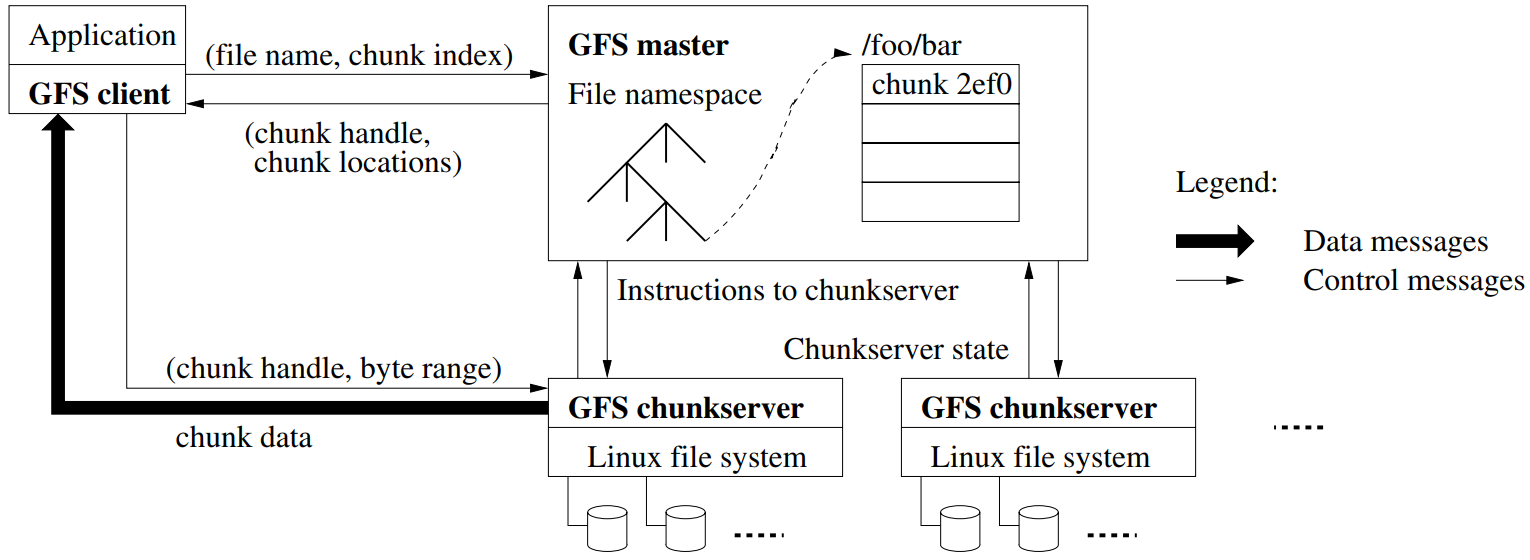 Application
GFS client
(file name, chunk index)
(chunk handle,
chunk locations)
GFS master
File namespace
/foo/bar
chunk 2ef0
Legend:
Data messages
Control messages
Instructions to chunkserver
Chunkserver state
(chunk handle, byte range)
chunk data
GFS chunkserver
Linux file system
GFS chunkserver
Linux file system